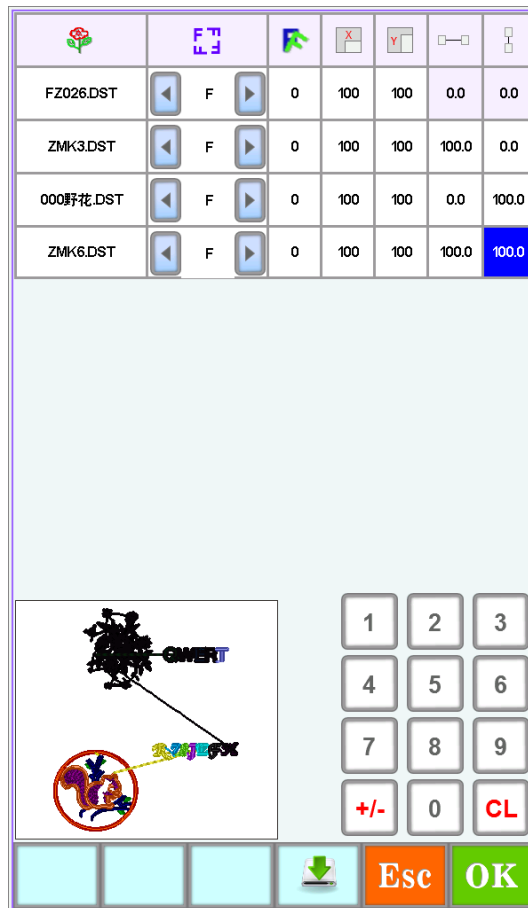 X Y
FZ026.DST F 0 100 100 0.0 0.0
ZMK3.DST F 0 100 100 100.0 0.0
000野花.DST F 0 100 100 0.0 100.0
ZMK6.DST F 0 100 100 100.0 100.0
QWERT
1 2 3
4 5 6
7 8 9
+/- 0 CL
Esc OK